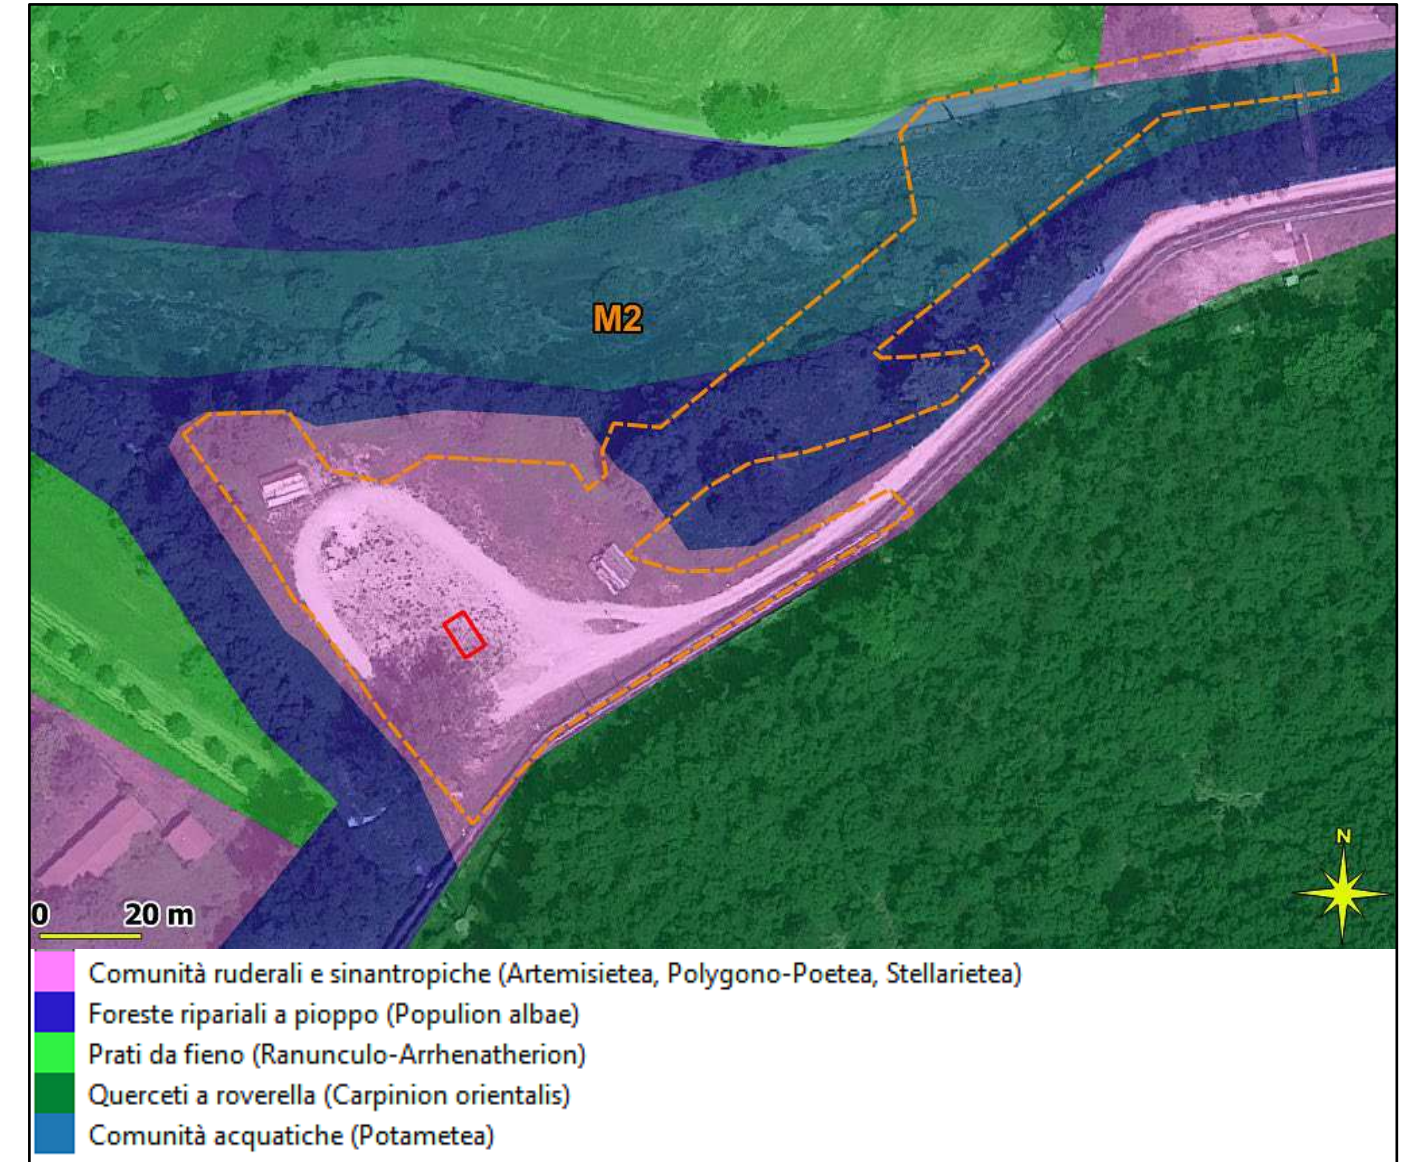 M2
N
0 20 m
Comunità ruderali e sinantropiche (Artemisietea, Polygono-Poetea, Stellarietea)
Foreste ripariali a pioppo (Populion albae)
Prati da fieno (Ranunculo-Arrhenatherion)
Querceti a roverella (Carpinion orientalis)
Comunità acquatiche (Potametea)